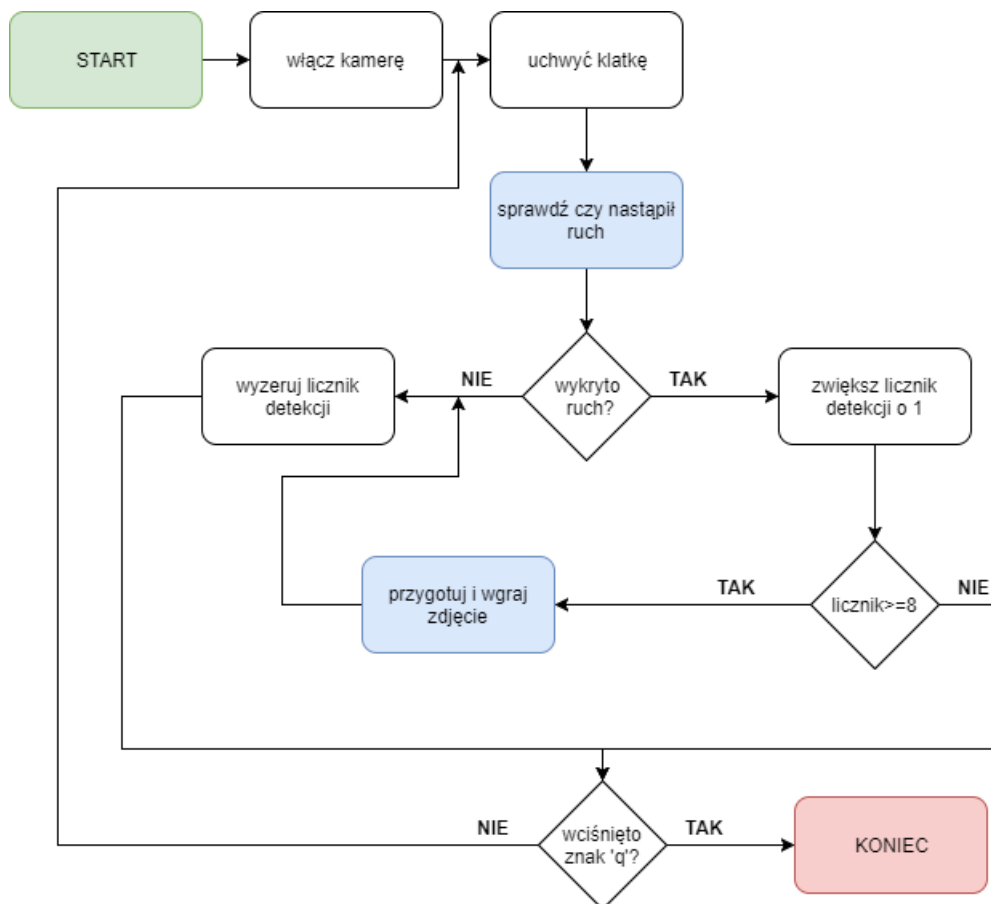 START
włącz kamerę
uchwyć klatkę
sprawdź czy nastąpił
ruch
wyzeruj licznik
detekcji
NIE
wykryto
ruch?
TAK
zwiększ licznik
detekcji o 1
przygotuj i wgraj
zdjęcie
TAK
licznik>=8
NIE
NIE
wciśnięto
znak 'q'?
TAK
KONIEC